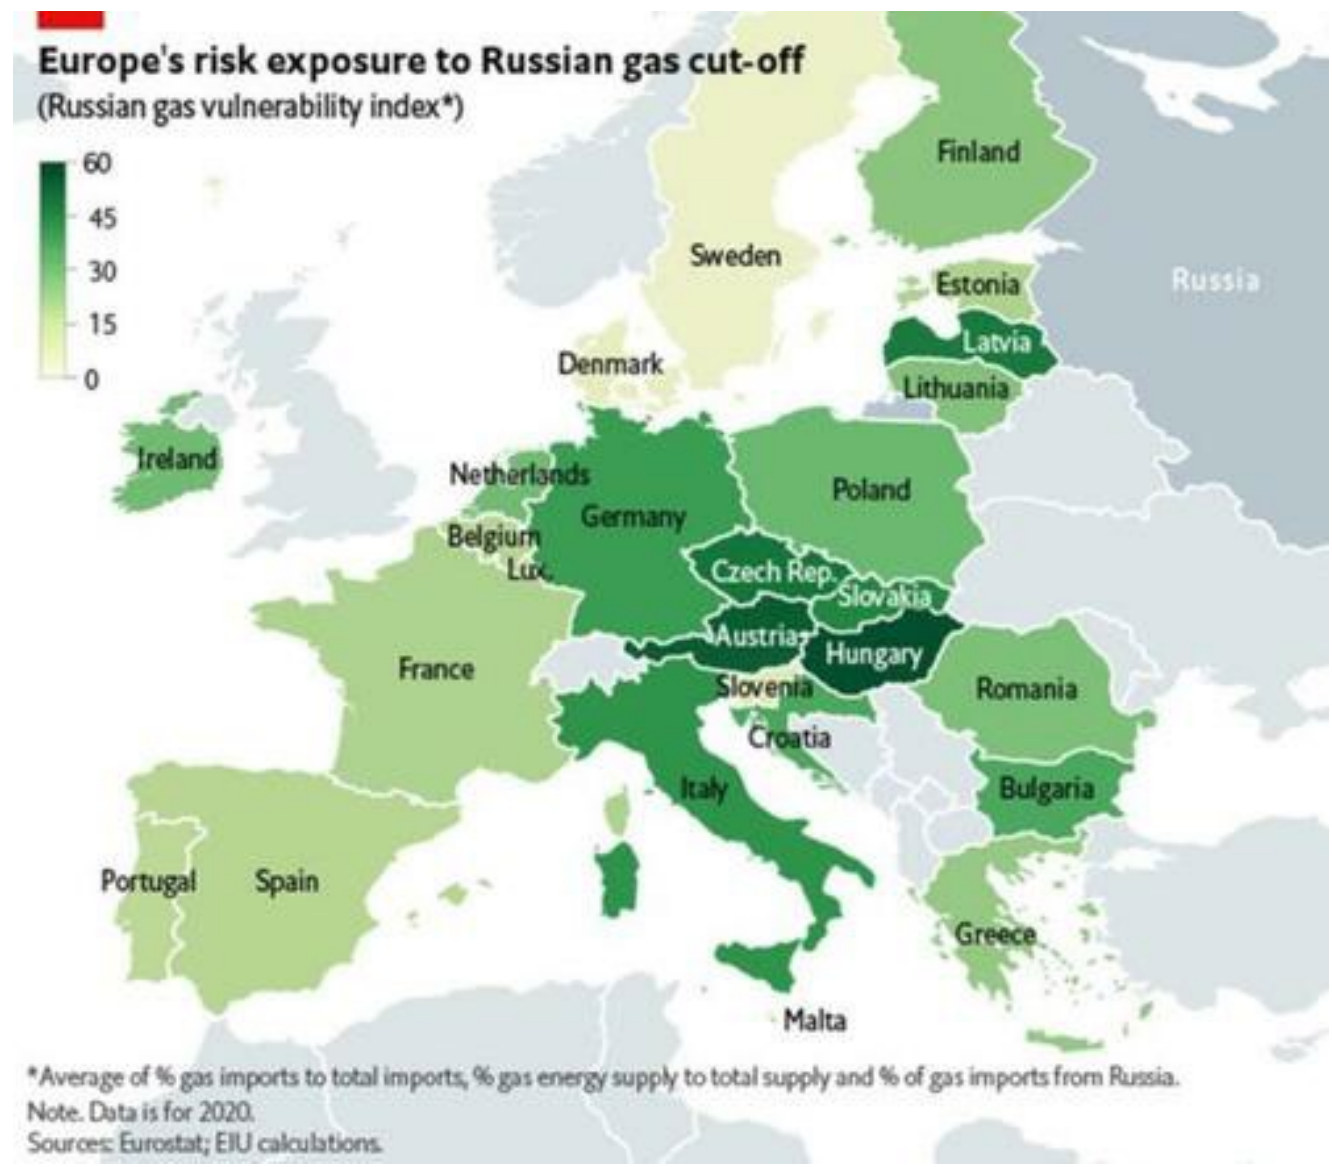 Europe's risk exposure to Russian gas cut-off
(Russian gas vulnerability index*)
60
45
30
15
0
Finland
Sweden
Estonia
Russia
Latvia
Denmark
Lithuania
Ireland
Netherlands
Poland
Germany
Belgium
Lux.
Czech Rep.
Slovakia
Austria
Hungary
France
Slovenia
Romania
Croatia
Italy
Bulgaria
Portugal
Spain
Greece
Malta
*Average of % gas imports to total imports, % gas energy supply to total supply and % of gas imports from Russia.
Note. Data is for 2020.
Sources: Eurostat; EIU calculations.